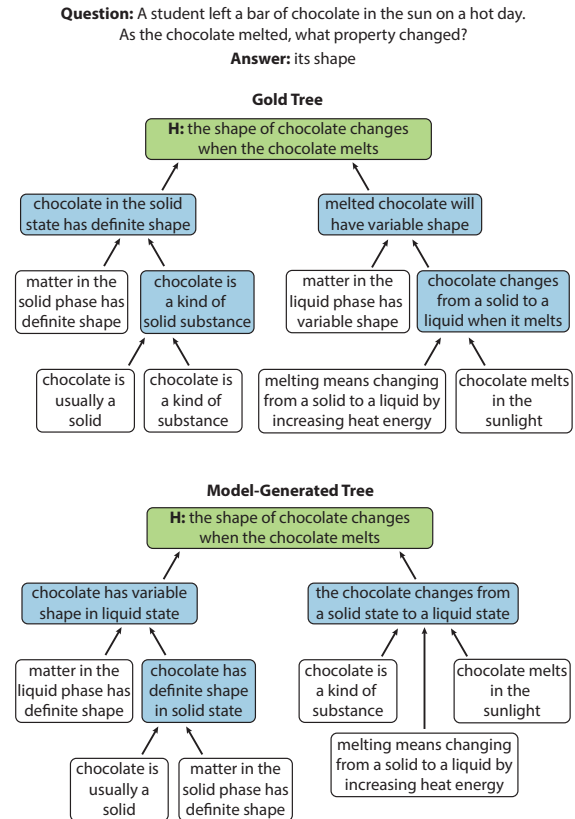 Question: A student left a bar of chocolate in the sun on a hot day.
As the chocolate melted, what property changed?
Answer: its shape
Gold Tree
H: the shape of chocolate changes
when the chocolate melts
chocolate in the solid
state has definite shape
melted chocolate will
have variable shape
matter in the
solid phase has
definite shape
chocolate is
a kind of
solid substance
matter in the
liquid phase has
variable shape
chocolate changes
from a solid to a
liquid when it melts
chocolate is
usually a
solid
chocolate is
a kind of
substance
melting means changing
from a solid to a liquid by
increasing heat energy
chocolate melts
in the
sunlight
Model-Generated Tree
H: the shape of chocolate changes
when the chocolate melts
chocolate has variable
shape in liquid state
the chocolate changes from
a solid state to a liquid state
matter in the
liquid phase has
definite shape
chocolate has
definite shape
in solid state
chocolate is
a kind of
substance
chocolate melts
in the
sunlight
melting means changing
from a solid to a liquid by
increasing heat energy
chocolate is
usually a
solid
matter in the
solid phase has
definite shape